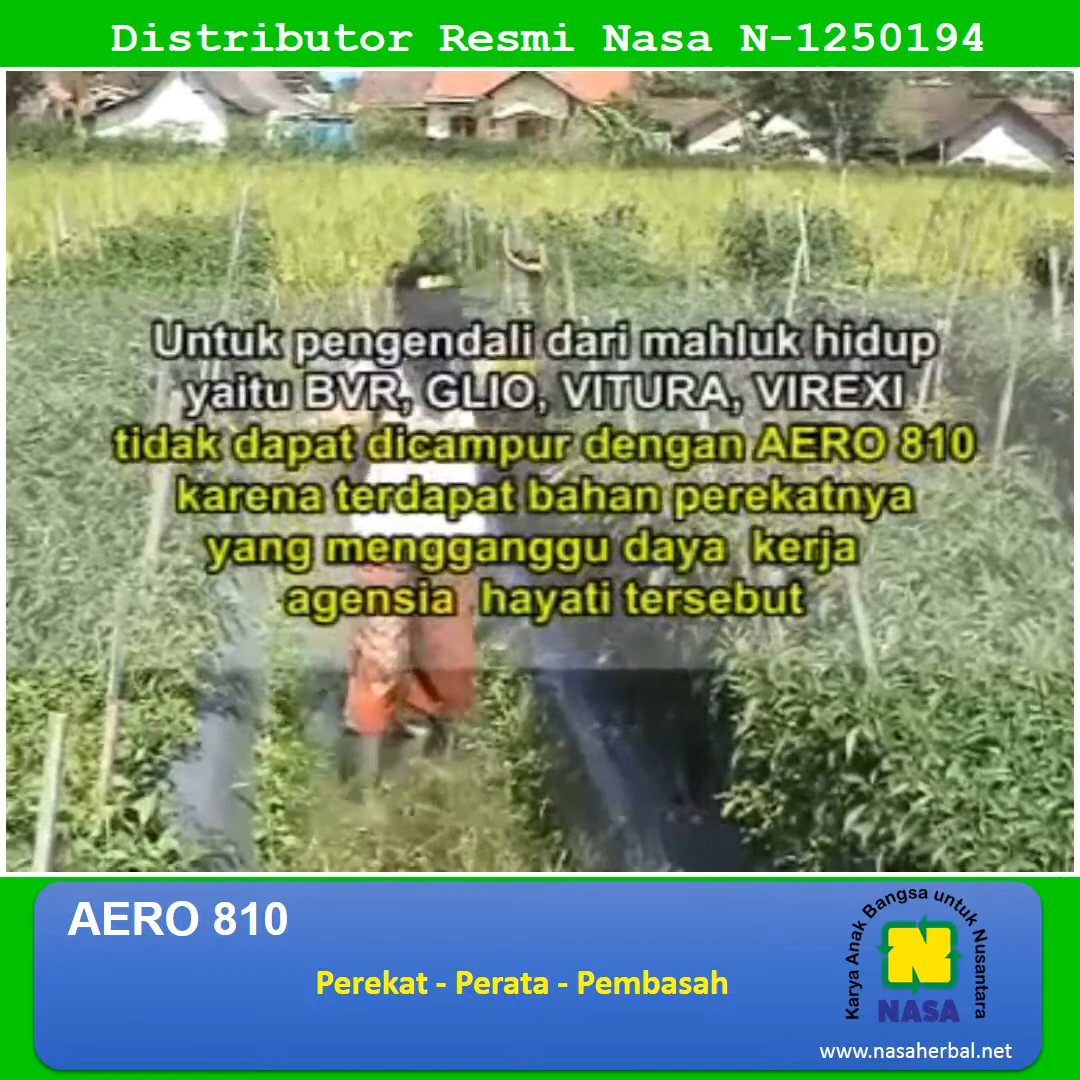 Distributor Resmi Nasa N-1250194
Untuk pengendali dari mahluk hidup
yaitu BVR, GLIO, VITURA, VIREXI
tidak dapat dicampur dengan AERO 810
karena terdapat bahan perekatnya
yang mengganggu daya kerja
agensia hayati tersebut
AERO 810
Perekat - Perata - Pembasah
Karya Anak Bangsa untuk Nusantara
N
NASA
www.nasaherbal.net